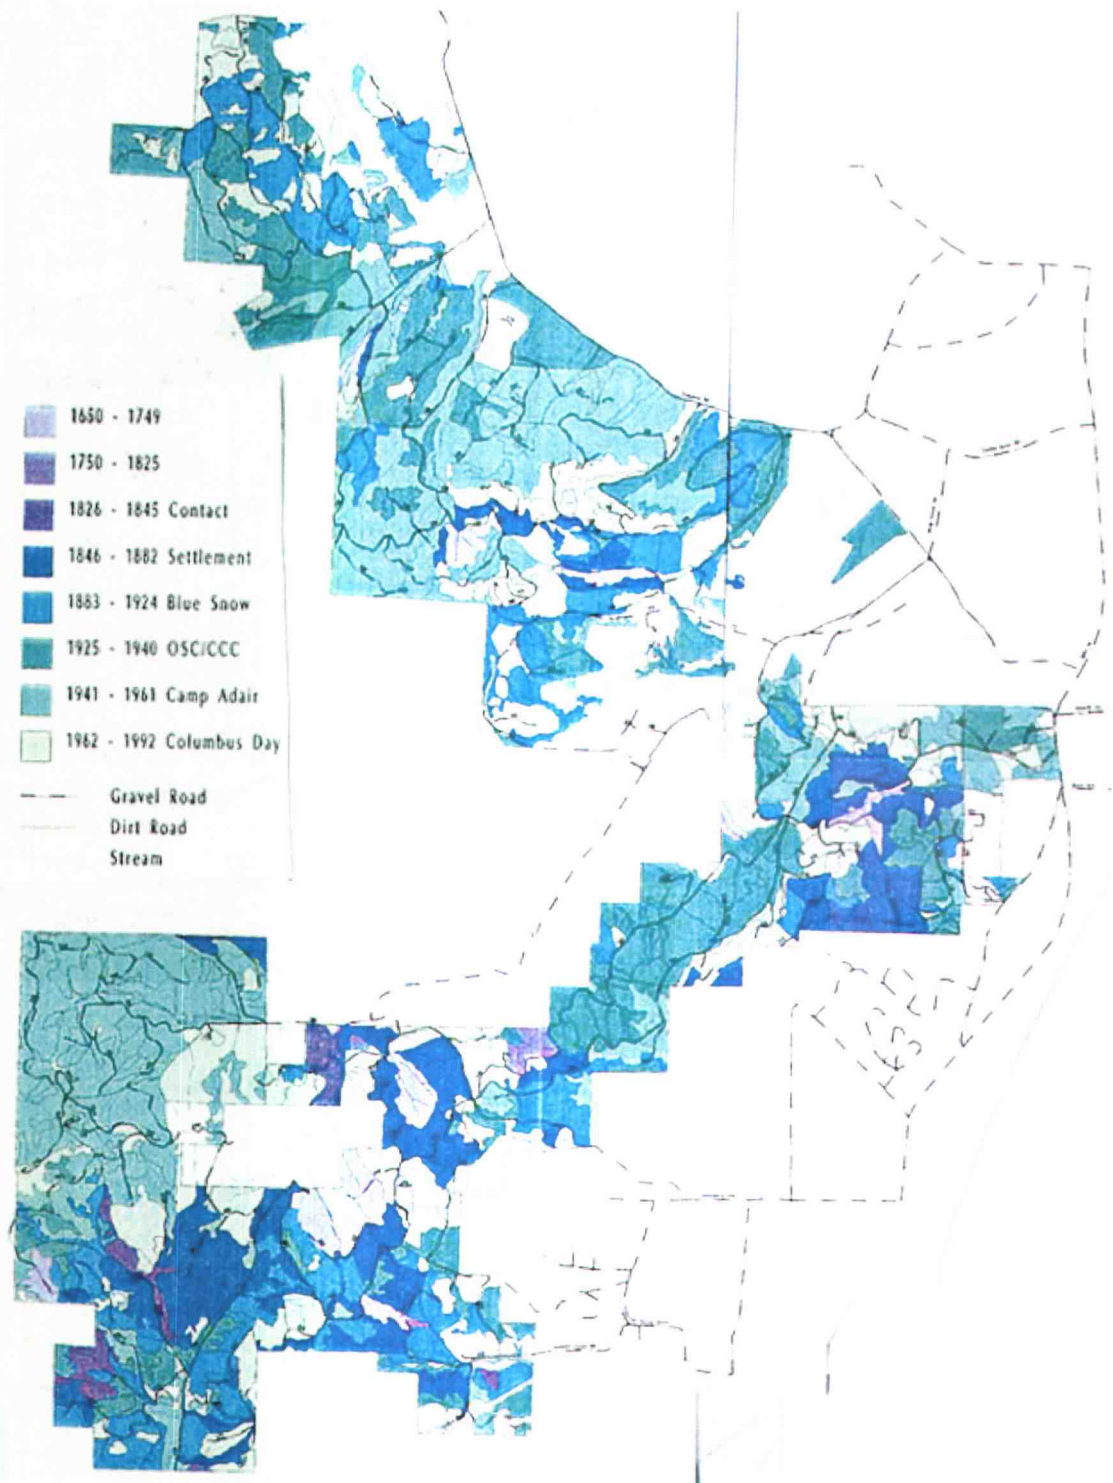 1650 - 1749
1750 - 1825
1826 - 1845 Contact
1846 - 1882 Settlement
1883 - 1924 Blue Snow
1925 - 1940 OSC/CCC
1941 - 1961 Camp Adair
1962 - 1992 Columbus Day
Gravel Road
Dirt Road
Stream